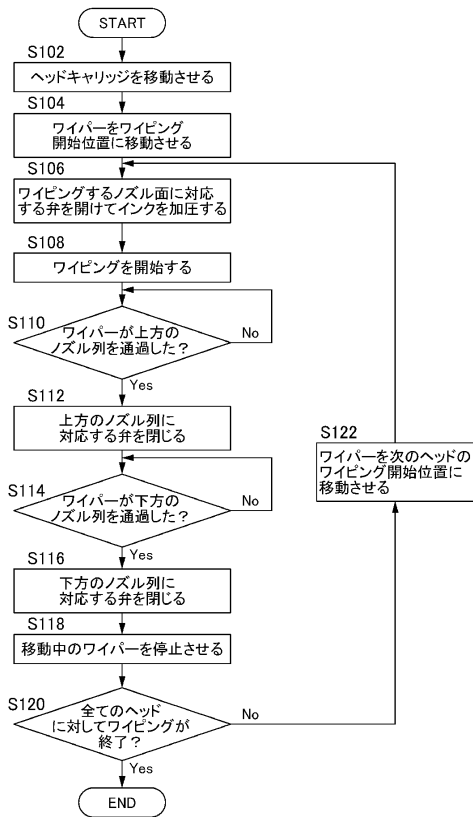 START
S102
ヘッドキャリッジを移動させる
S104
ワイパーをワイピング
開始位置に移動させる
S106
ワイピングするノズル面に対応
する弁を開けてインクを加圧する
S108
ワイピングを開始する
S110
ワイパーが上方の
ノズル列を通過した?
No
Yes
S112
上方のノズル列に
対応する弁を閉じる
S114
ワイパーが下方の
ノズル列を通過した?
No
Yes
S116
下方のノズル列に
対応する弁を閉じる
S118
移動中のワイパーを停止させる
S120
全てのヘッド
に対してワイピングが
終了?
No
Yes
S122
ワイパーを次のヘッドの
ワイピング開始位置に
移動させる
END